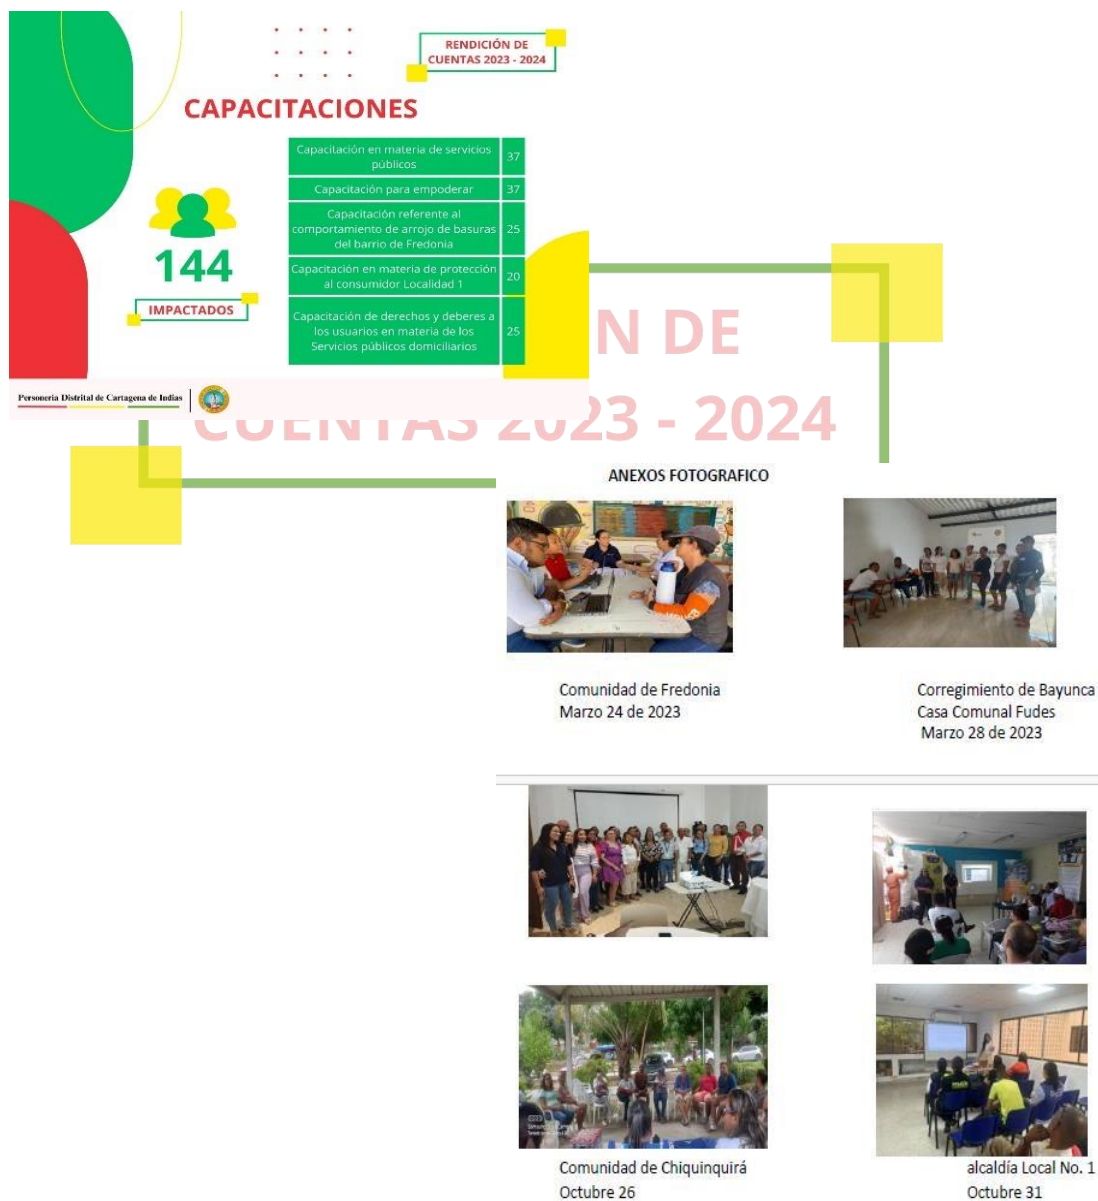 RENDICIÓN DE
CUENTAS 2023 - 2024
CAPACITACIONES
Capacitación en materia de servicios
públicos
37
Capacitación para empoderar
37
Capacitación referente al
comportamiento de arrojo de basuras
del barrio de Fredonia
25
Capacitación en materia de protección
al consumidor Localidad 1
20
Capacitación de derechos y deberes a
los usuarios en materia de los
Servicios públicos domiciliarios
25
144
IMPACTADOS
Personería Distrital de Cartagena de Indias
N DE
CUENTAS 2023 - 2024
ANEXOS FOTOGRAFICO
Comunidad de Fredonia
Marzo 24 de 2023
Corregimiento de Bayunca
Casa Comunal Fudes
Marzo 28 de 2023
Comunidad de Chiquinquirá
Octubre 26
alcaldía Local No. 1
Octubre 31